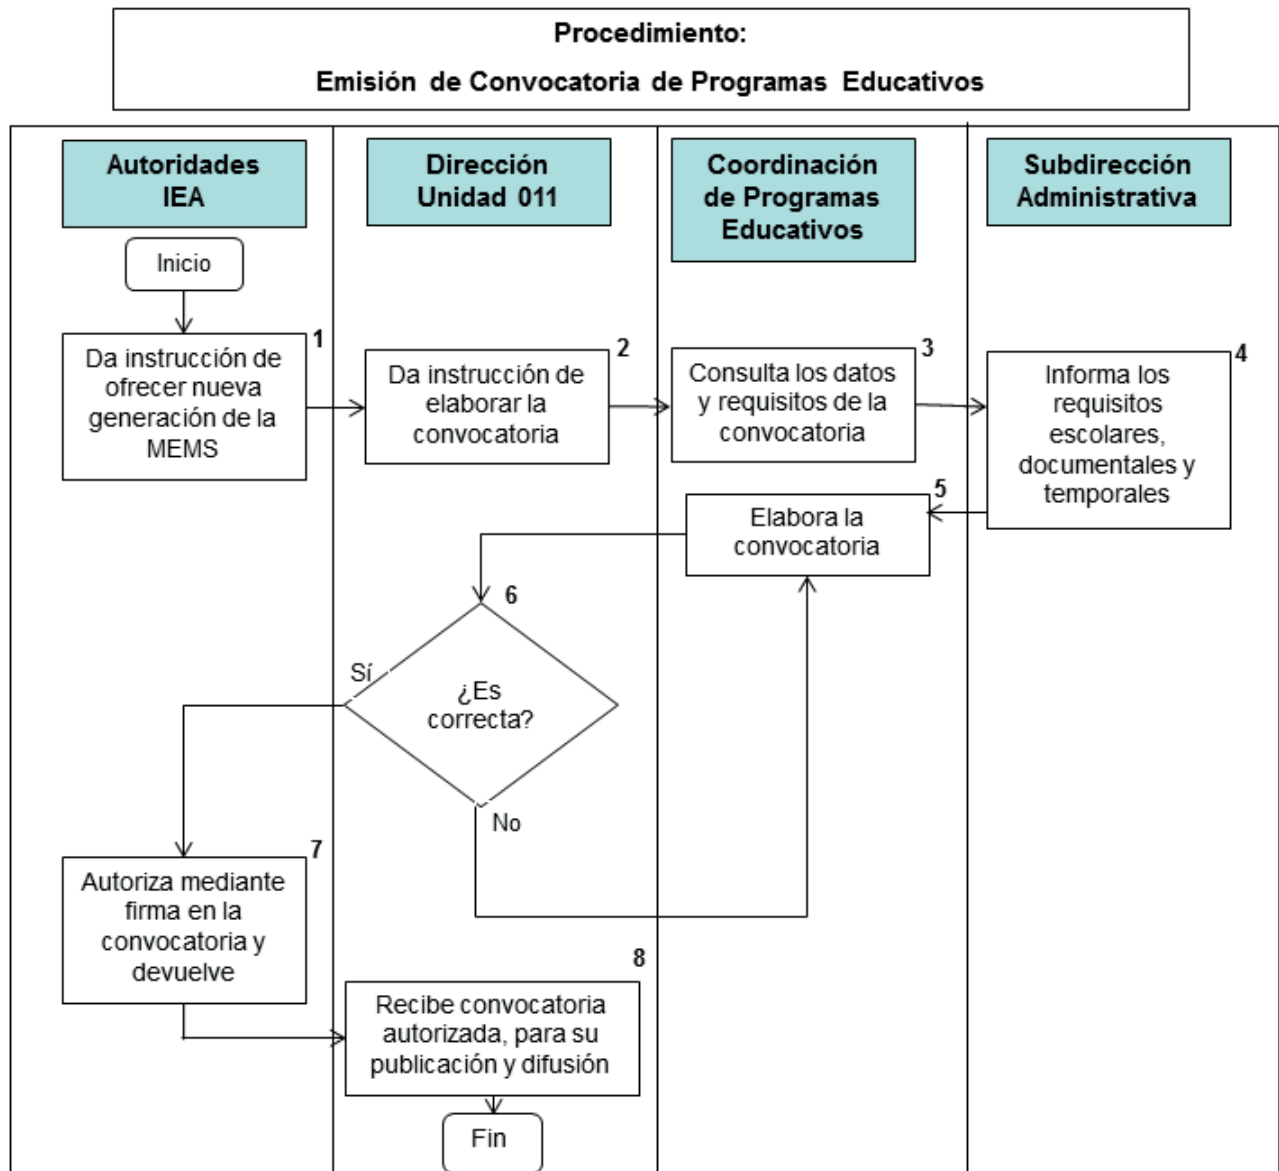 Procedimiento:
Emisión de Convocatoria de Programas Educativos
Autoridades
IEA
Dirección
Unidad 011
Coordinación
de Programas
Educativos
Subdirección
Administrativa
Inicio
1
Da instrucción de
ofrecer nueva
generación de la
MEMS
2
Da instrucción de
elaborar la
convocatoria
3
Consulta los datos
y requisitos de la
convocatoria
4
Informa los
requisitos
escolares,
documentales y
temporales
5
Elabora la
convocatoria
6
¿Es
correcta?
Sí
No
7
Autoriza mediante
firma en la
convocatoria y
devuelve
8
Recibe convocatoria
autorizada, para su
publicación y difusión
Fin